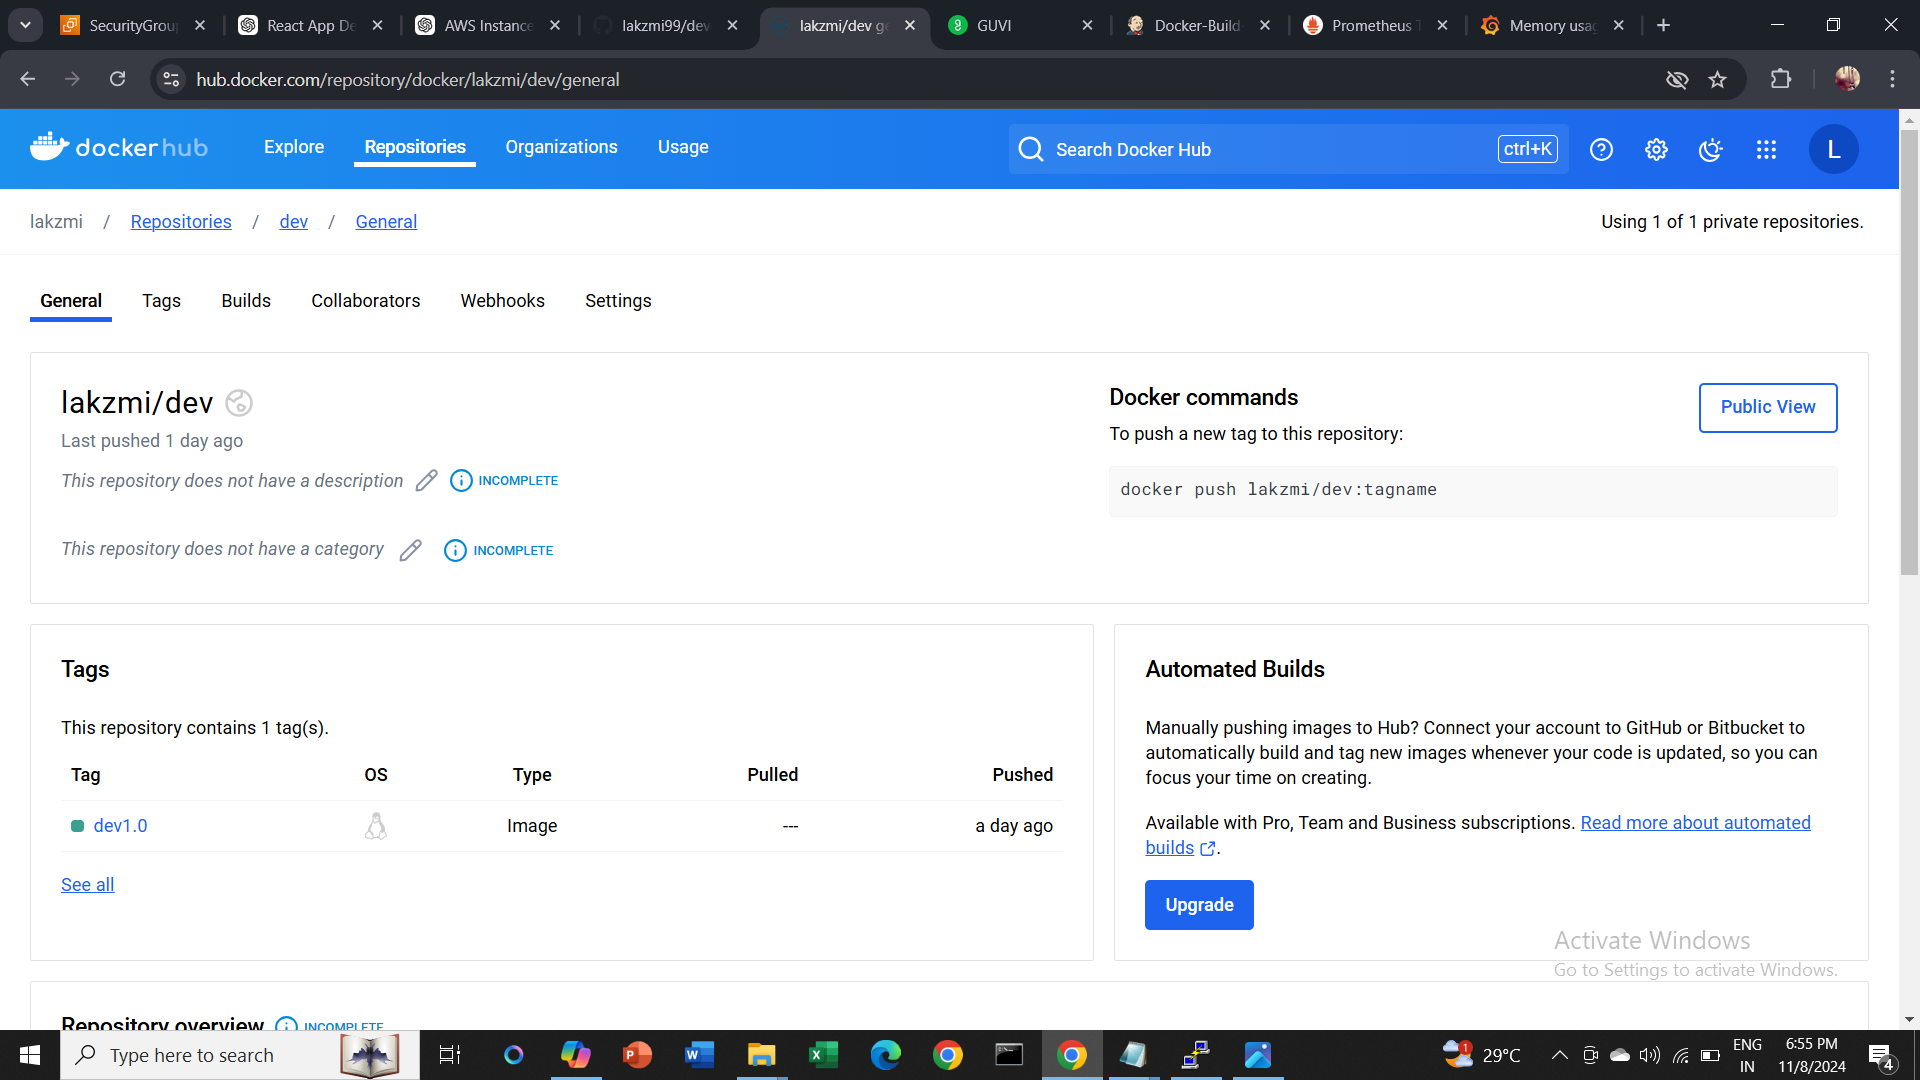 SecurityGroup
React App De
AWS Instance
lakzmi99/dev
lakzmi/dev ge
GUVI
Docker-Build
Prometheus T
Memory usag
hub.docker.com/repository/docker/lakzmi/dev/general
docker hub
Explore
Repositories
Organizations
Usage
Search Docker Hub
ctrl+K
L
lakzmi / Repositories / dev / General
Using 1 of 1 private repositories.
General
Tags
Builds
Collaborators
Webhooks
Settings
lakzmi/dev
Last pushed 1 day ago
This repository does not have a description
INCOMPLETE
This repository does not have a category
INCOMPLETE
Docker commands
To push a new tag to this repository:
Public View
docker push lakzmi/dev:tagname
Tags
This repository contains 1 tag(s).
Tag OS Type Pulled Pushed
dev1.0 Image --- a day ago
See all
Automated Builds
Manually pushing images to Hub? Connect your account to GitHub or Bitbucket to
automatically build and tag new images whenever your code is updated, so you can
focus your time on creating.
Available with Pro, Team and Business subscriptions. Read more about automated
builds .
Upgrade
Activate Windows
Go to Settings to activate Windows.
Repository overview INCOMPLETE
Type here to search
1
29°C
ENG
IN
6:55 PM
11/8/2024
4